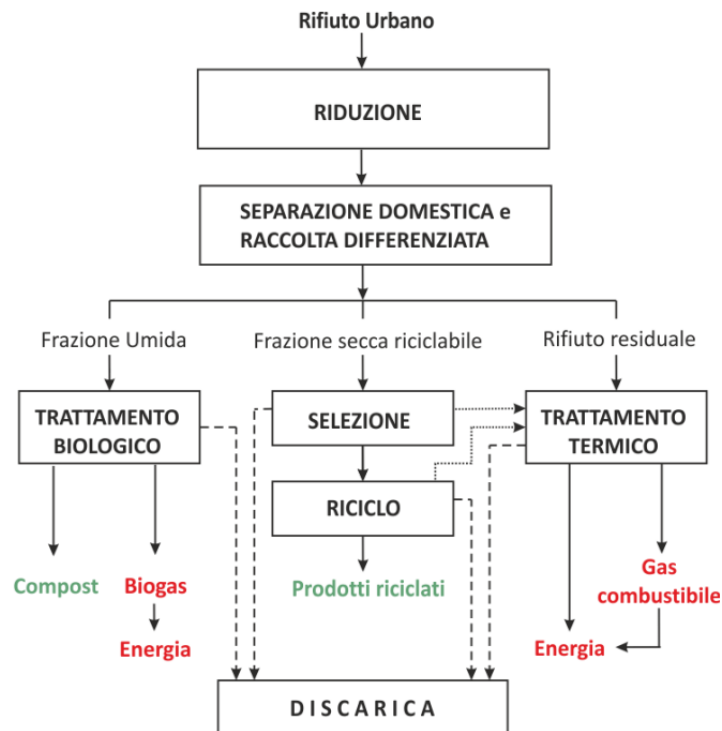 Rifiuto Urbano
RIDUZIONE
SEPARAZIONE DOMESTICA e
RACCOLTA DIFFERENZIATA
Frazione Umida
Frazione secca riciclabile
Rifiuto residuale
TRATTAMENTO
BIOLOGICO
SELEZIONE
TRATTAMENTO
TERMICO
RICICLO
Compost
Biogas
Prodotti riciclati
Gas
combustibile
Energia
Energia
DISCARICA